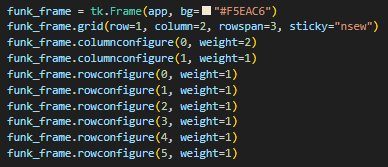 funk_frame = tk.Frame(app, bg="#F5EAC6")
funk_frame.grid(row=1, column=2, rowspan=3, sticky="nsew")
funk_frame.columnconfigure(0, weight=2)
funk_frame.columnconfigure(1, weight=1)
funk_frame.rowconfigure(0, weight=1)
funk_frame.rowconfigure(1, weight=1)
funk_frame.rowconfigure(2, weight=1)
funk_frame.rowconfigure(3, weight=1)
funk_frame.rowconfigure(4, weight=1)
funk_frame.rowconfigure(5, weight=1)